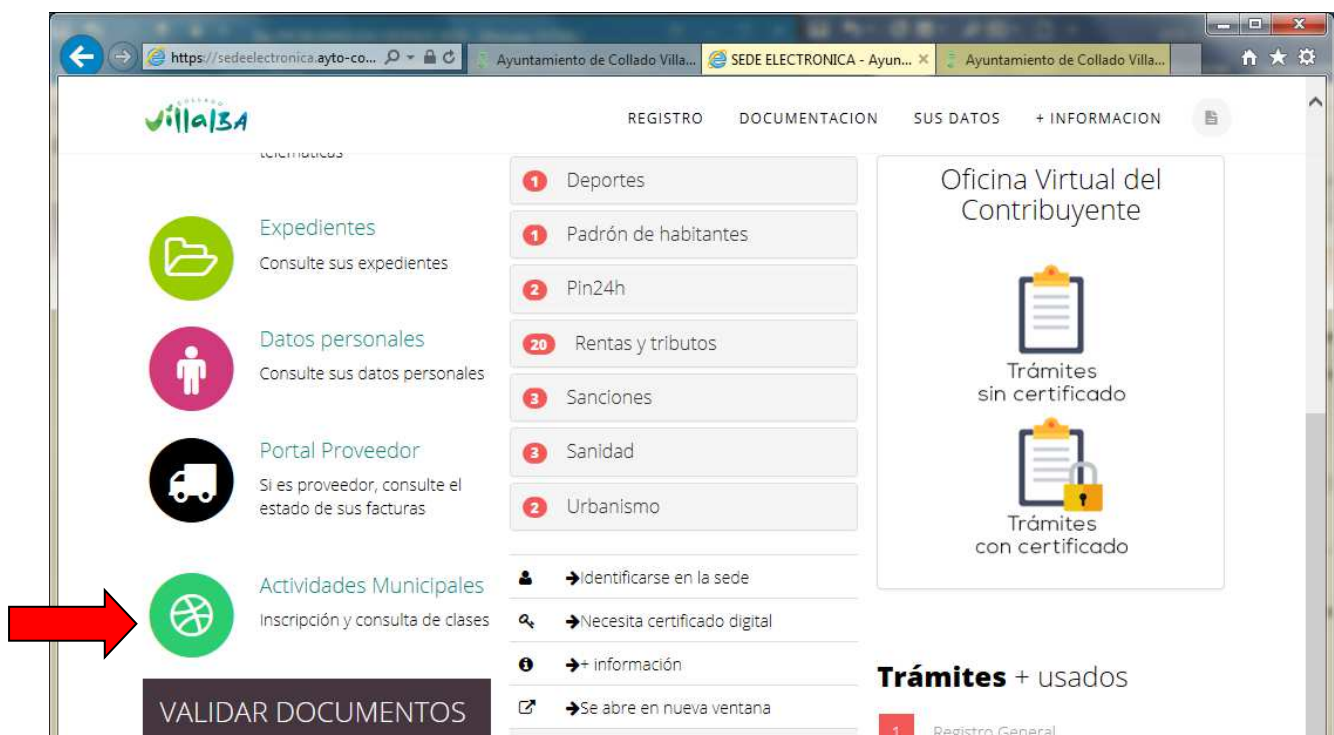 https://sedeelectronica.ayto-co...
Ayuntamiento de Collado Villa...
SEDE ELECTRONICA - Ayun...
Ayuntamiento de Collado Villa...
COLLADO
Villalba
REGISTRO
DOCUMENTACION
SUS DATOS
+ INFORMACION
telemáticas
Expedientes
Consulte sus expedientes
Datos personales
Consulte sus datos personales
Portal Proveedor
Si es proveedor, consulte el
estado de sus facturas
Actividades Municipales
Inscripción y consulta de clases
VALIDAR DOCUMENTOS
1 Deportes
1 Padrón de habitantes
2 Pin24h
20 Rentas y tributos
3 Sanciones
3 Sanidad
2 Urbanismo
Identificarse en la sede
Necesita certificado digital
+ información
Se abre en nueva ventana
Oficina Virtual del
Contribuyente
Trámites
sin certificado
Trámites
con certificado
Trámites + usados
1 Registro General